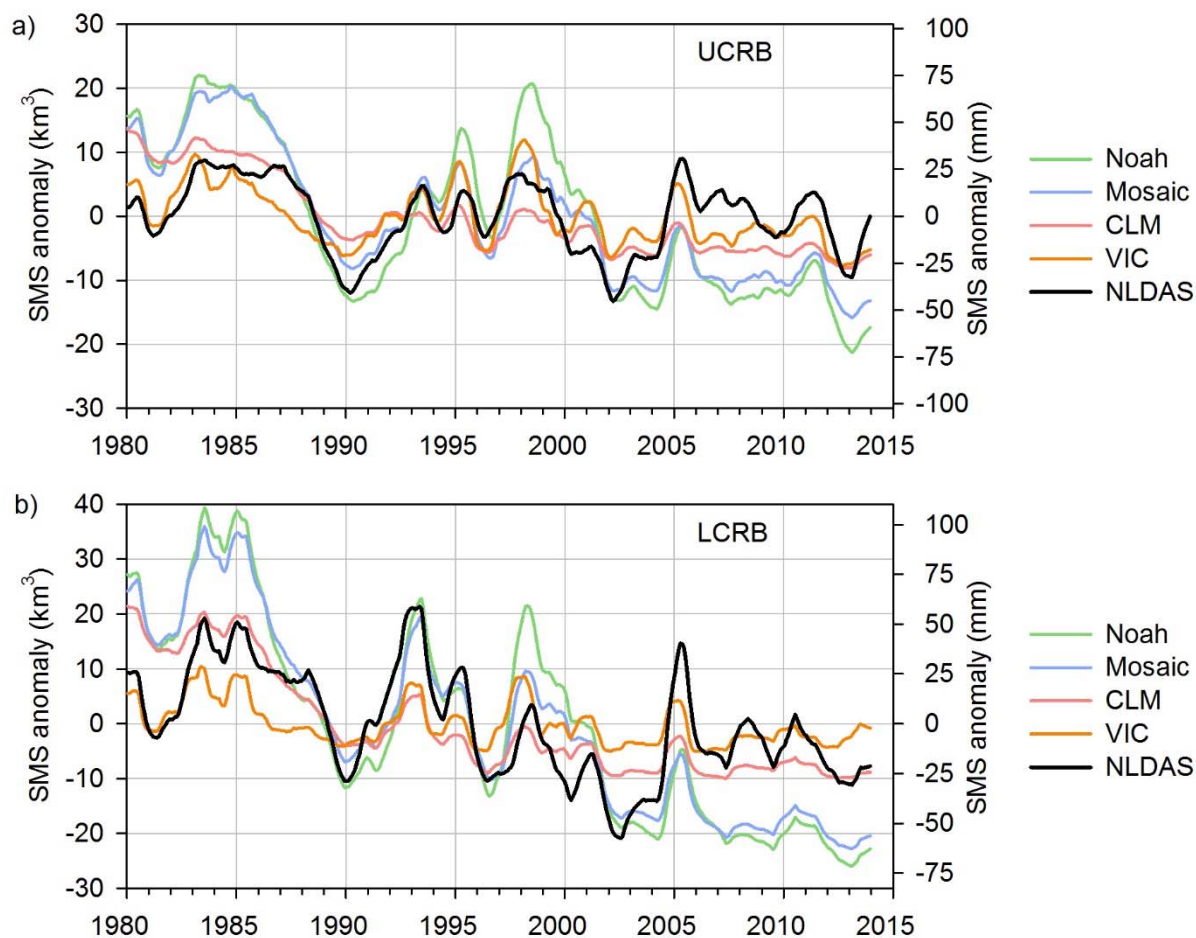 a)
UCRB
SMS anomaly (km³)
30
20
10
0
-10
-20
-30
SMS anomaly (mm)
100
75
50
25
0
-25
-50
-75
-100
1980 1985 1990 1995 2000 2005 2010 2015
Noah
Mosaic
CLM
VIC
NLDAS
b)
LCRB
SMS anomaly (km³)
40
30
20
10
0
-10
-20
-30
SMS anomaly (mm)
100
75
50
25
0
-25
-50
-75
1980 1985 1990 1995 2000 2005 2010 2015
Noah
Mosaic
CLM
VIC
NLDAS